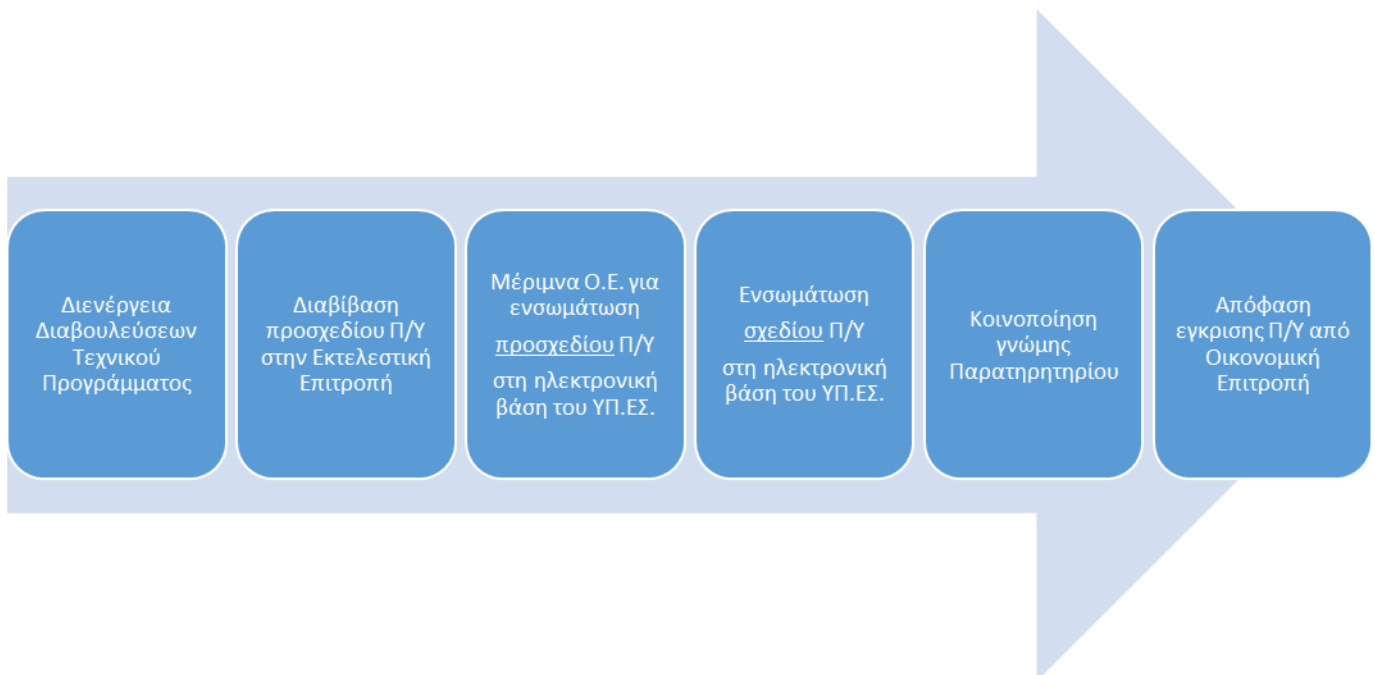 Διενέργεια
Διαβουλεύσεων
Τεχνικού
Προγράμματος
Διαβίβαση
προσχεδίου Π/Υ
στην Εκτελεστική
Επιτροπή
Μέριμνα Ο.Ε. για
ενσωμάτωση
προσχεδίου Π/Υ
στη ηλεκτρονική
βάση του ΥΠ.ΕΣ.
Ενσωμάτωση
σχεδίου Π/Υ
στη ηλεκτρονική
βάση του ΥΠ.ΕΣ.
Κοινοποίηση
γνώμης
Παρατηρητηρίου
Απόφαση
εγκρισης Π/Υ από
Οικονομική
Επιτροπή